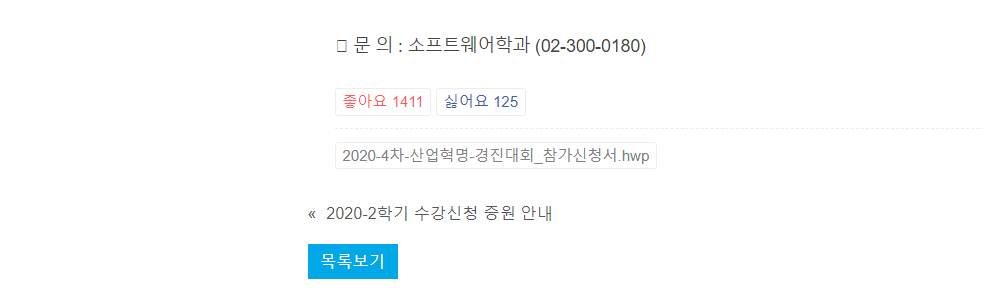 문 의 : 소프트웨어학과 (02-300-0180)
좋아요 1411 싫어요 125
2020-4차-산업혁명-경진대회_참가신청서.hwp
« 2020-2학기 수강신청 증원 안내
목록보기